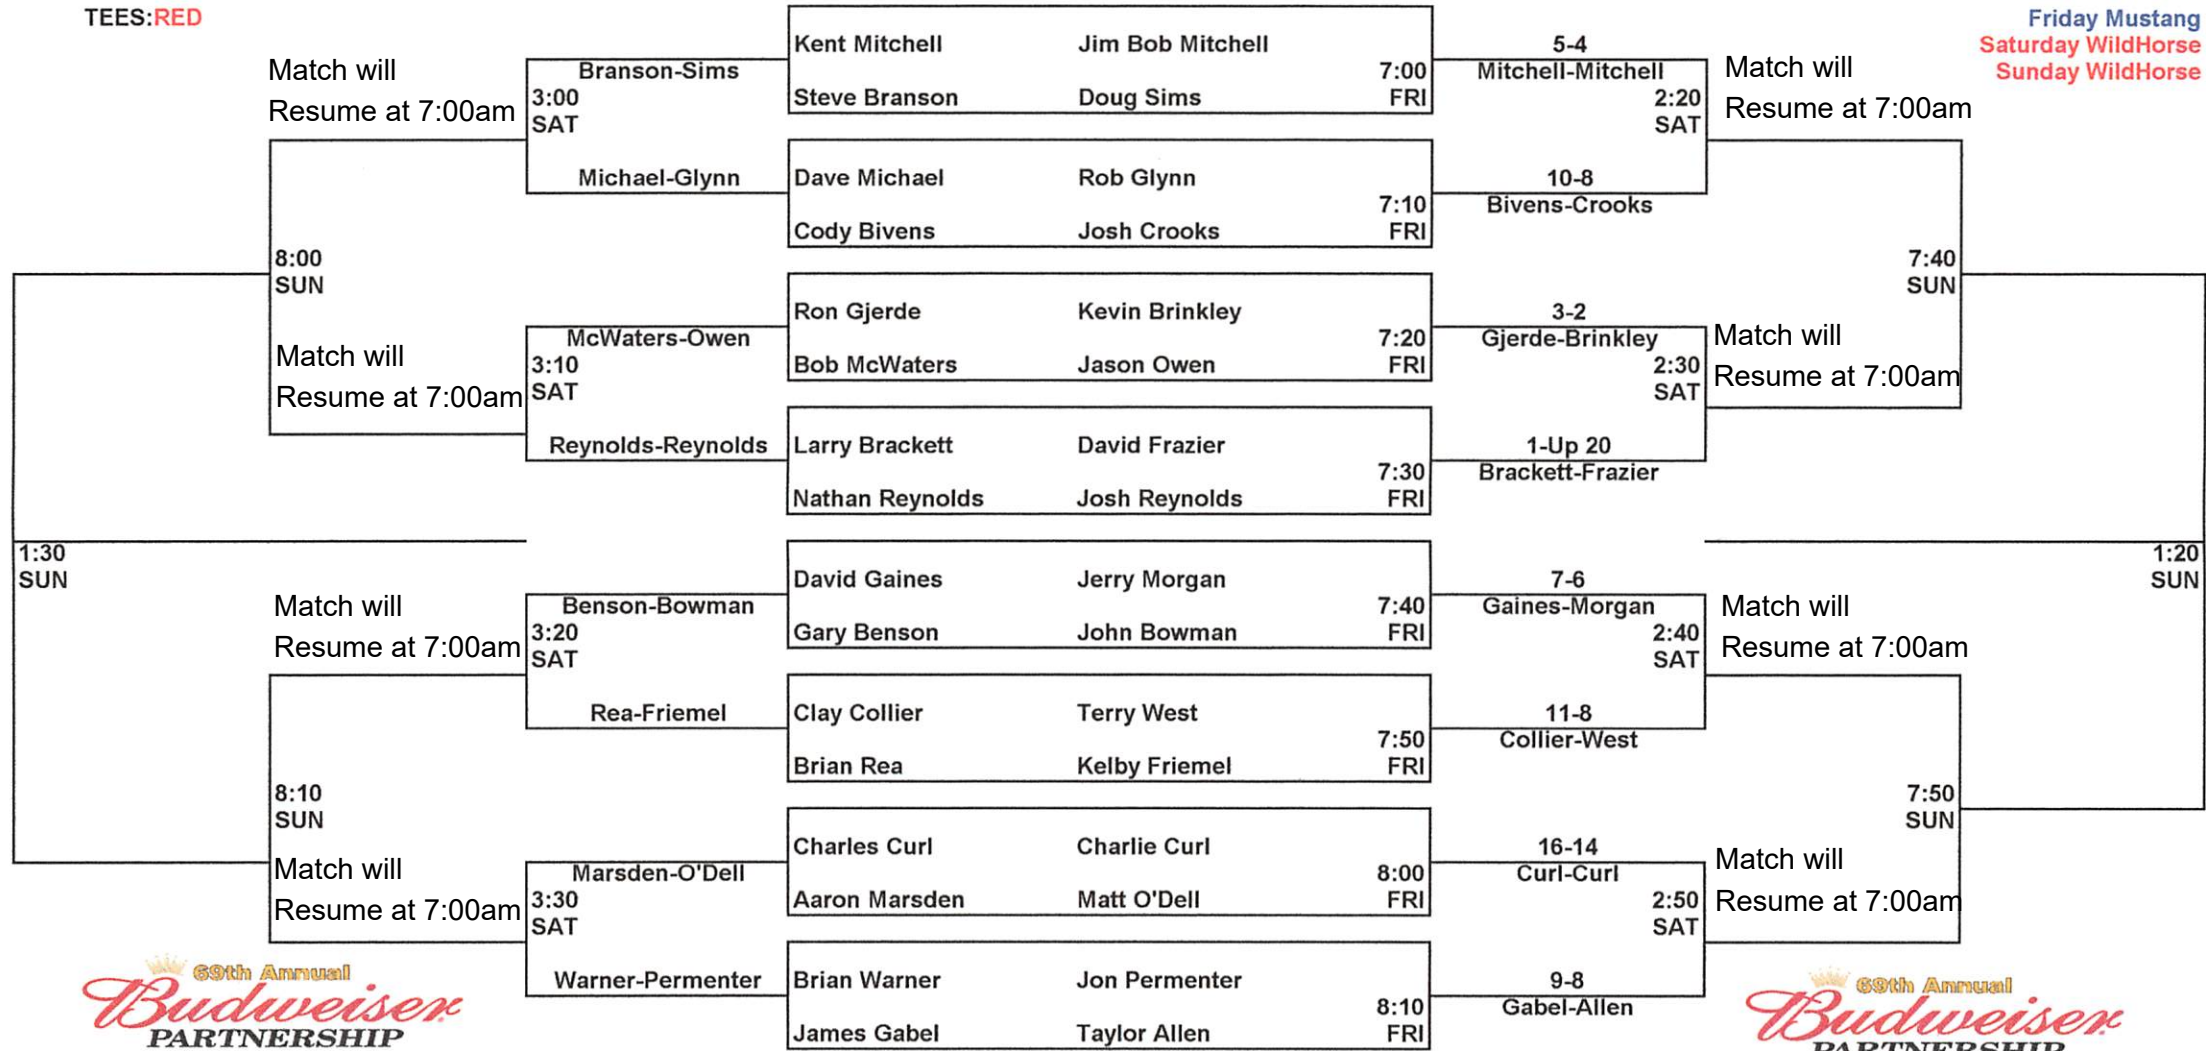 TEES:RED
Friday Mustang
Saturday WildHorse
Sunday WildHorse
Match will
Resume at 7:00am
Branson-Sims
3:00
SAT
Michael-Glynn
8:00
SUN
Match will
Resume at 7:00am
McWaters-Owen
3:10
SAT
Reynolds-Reynolds
1:30
SUN
Match will
Resume at 7:00am
Benson-Bowman
3:20
SAT
Rea-Friemel
8:10
SUN
Match will
Resume at 7:00am
Marsden-O'Dell
3:30
SAT
Warner-Permenter
Kent Mitchell Jim Bob Mitchell
7:00
Steve Branson Doug Sims FRI
Dave Michael Rob Glynn
7:10
Cody Bivens Josh Crooks FRI
Ron Gjerde Kevin Brinkley
7:20
Bob McWaters Jason Owen FRI
Larry Brackett David Frazier
7:30
Nathan Reynolds Josh Reynolds FRI
David Gaines Jerry Morgan
7:40
Gary Benson John Bowman FRI
Clay Collier Terry West
7:50
Brian Rea Kelby Friemel FRI
Charles Curl Charlie Curl
8:00
Aaron Marsden Matt O'Dell FRI
Brian Warner Jon Permenter
8:10
James Gabel Taylor Allen FRI
5-4
Mitchell-Mitchell
2:20
SAT
10-8
Bivens-Crooks
Match will
Resume at 7:00am
7:40
SUN
3-2
Gjerde-Brinkley
2:30
SAT
1-Up 20
Brackett-Frazier
Match will
Resume at 7:00am
1:20
SUN
7-6
Gaines-Morgan
2:40
SAT
11-8
Collier-West
Match will
Resume at 7:00am
7:50
SUN
16-14
Curl-Curl
2:50
SAT
9-8
Gabel-Allen
Match will
Resume at 7:00am
69th Annual
Budweiser
PARTNERSHIP
69th Annual
Budweiser
PARTNERSHIP